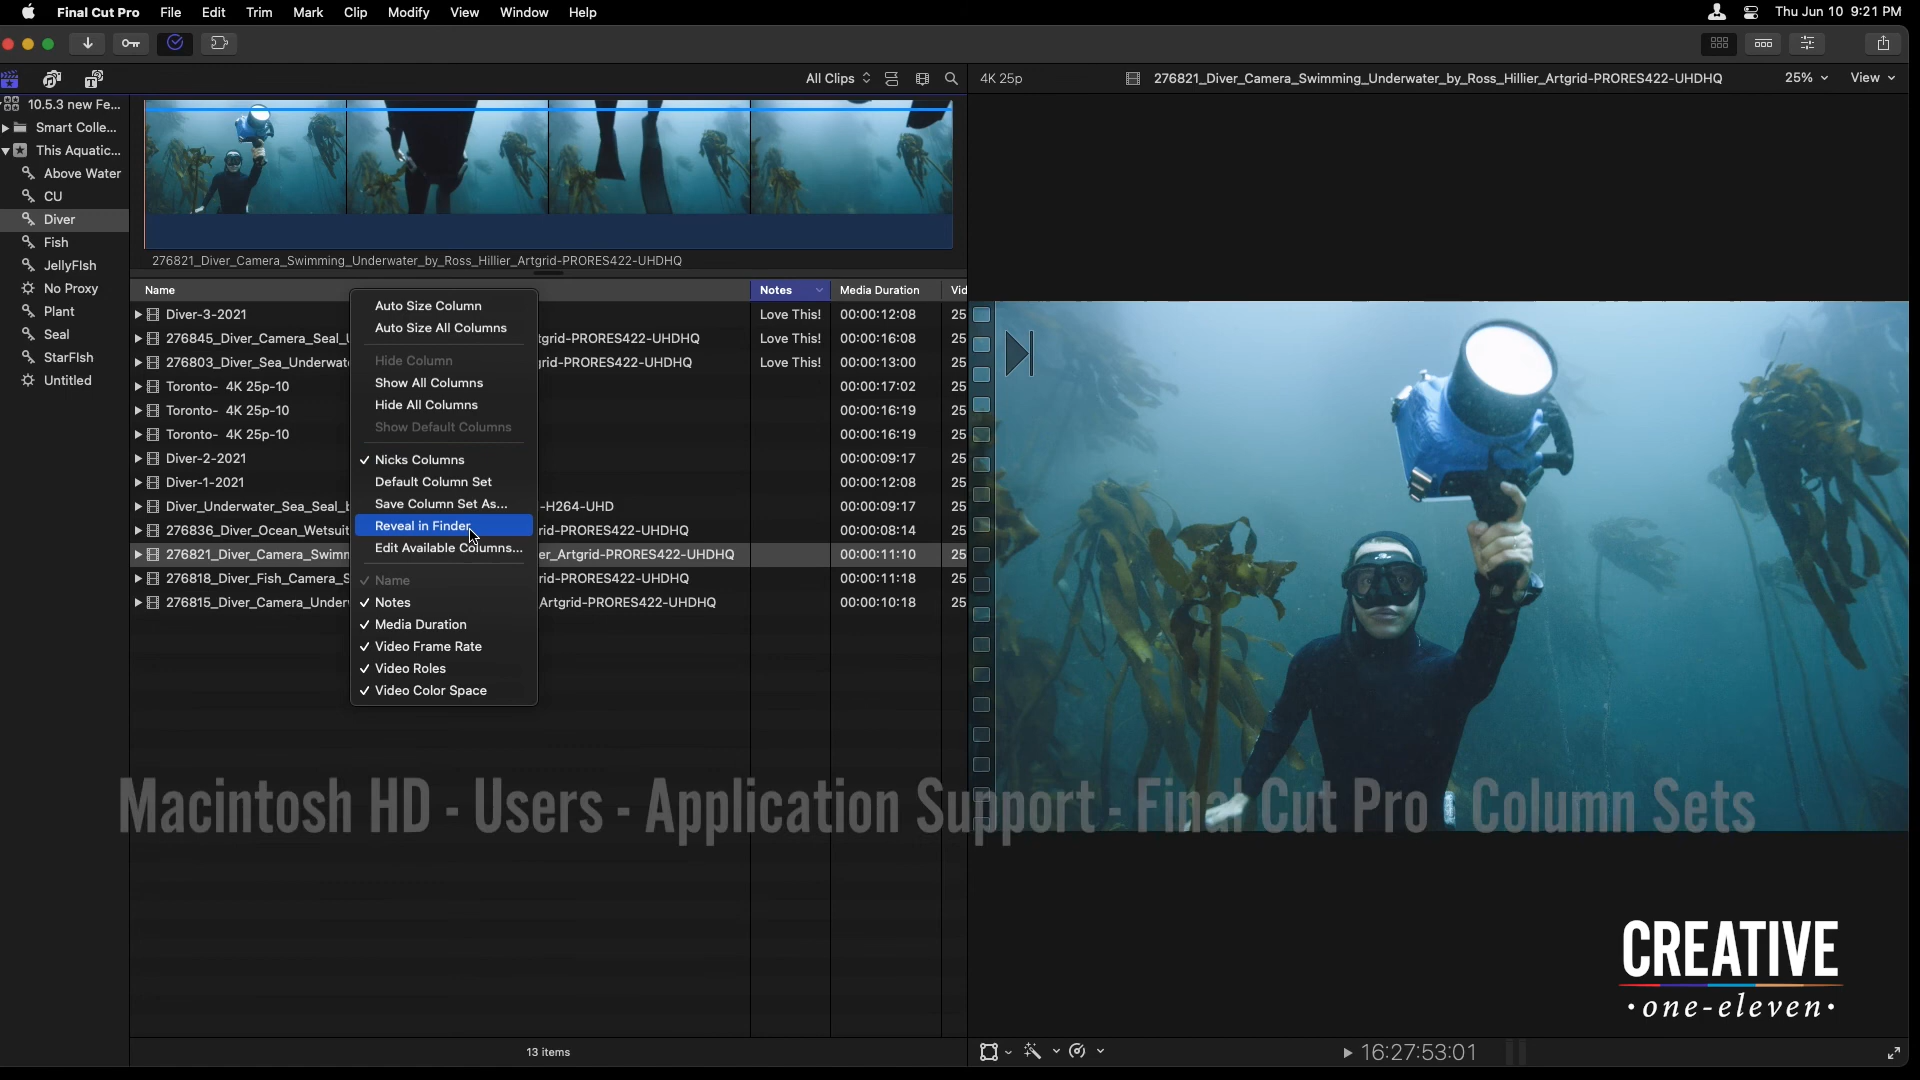 Final Cut Pro File Edit Trim Mark Clip Modify View Window Help Thu Jun 10 9:21 PM
All Clips 4K 25p 276821_Diver_Camera_Swimming_Underwater_by_Ross_Hillier_Artgrid-PRORES422-UHDHQ 25% View
10.5.3 new Fe...
Smart Colle...
This Aquatic...
Above Water
CU
Diver
Fish
JellyFIsh
No Proxy
Plant
Seal
StarFIsh
Untitled
276821_Diver_Camera_Swimming_Underwater_by_Ross_Hillier_Artgrid-PRORES422-UHDHQ
Name Notes Media Duration Vid
Diver-3-2021 Love This! 00:00:12:08 25
276845_Diver_Camera_Seal_U tgrid-PRORES422-UHDHQ Love This! 00:00:16:08 25
276803_Diver_Sea_Underwate grid-PRORES422-UHDHQ Love This! 00:00:13:00 25
Toronto- 4K 25p-10 00:00:17:02 25
Toronto- 4K 25p-10 00:00:16:19 25
Toronto- 4K 25p-10 00:00:16:19 25
Diver-2-2021 00:00:09:17 25
Diver-1-2021 00:00:12:08 25
Diver_Underwater_Sea_Seal_b -H264-UHD 00:00:09:17 25
276836_Diver_Ocean_Wetsuit rid-PRORES422-UHDHQ 00:00:08:14 25
276821_Diver_Camera_Swimm er_Artgrid-PRORES422-UHDHQ 00:00:11:10 25
276818_Diver_Fish_Camera_S rid-PRORES422-UHDHQ 00:00:11:18 25
276815_Diver_Camera_Under Artgrid-PRORES422-UHDHQ 00:00:10:18 25
Auto Size Column
Auto Size All Columns
Hide Column
Show All Columns
Hide All Columns
Show Default Columns
Nicks Columns
Default Column Set
Save Column Set As...
Reveal in Finder
Edit Available Columns...
Name
Notes
Media Duration
Video Frame Rate
Video Roles
Video Color Space
Macintosh HD - Users - Application Support - Final Cut Pro Column Sets
CREATIVE
·one-eleven·
13 items
16:27:53:01